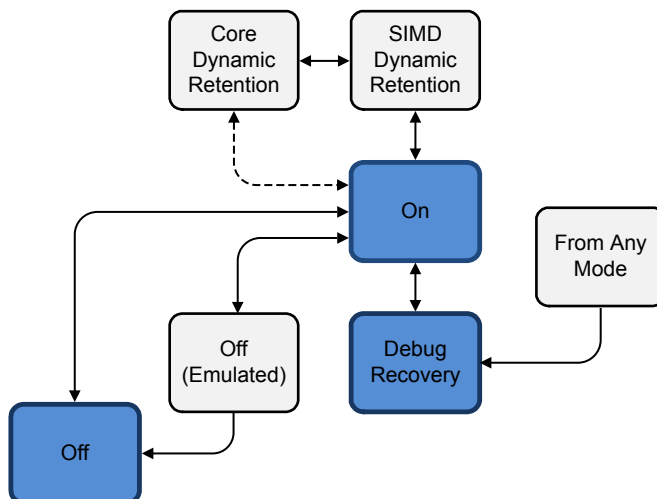 Core
Dynamic
Retention
SIMD
Dynamic
Retention
On
From Any
Mode
Off
(Emulated)
Debug
Recovery
Off